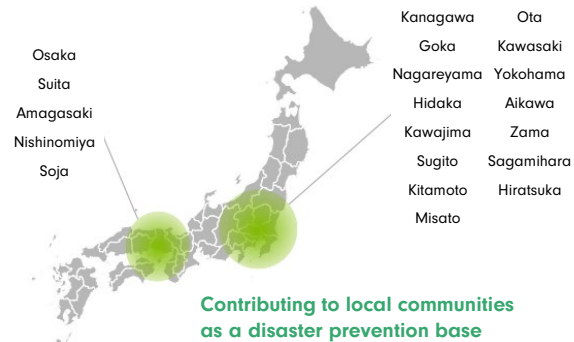 Osaka
Suita
Amagasaki
Nishinomiya
Soja
Kanagawa
Goka
Nagareyama
Hidaka
Kawajima
Sugito
Kitamoto
Misato
Ota
Kawasaki
Yokohama
Aikawa
Zama
Sagamihara
Hiratsuka
Contributing to local communities
as a disaster prevention base